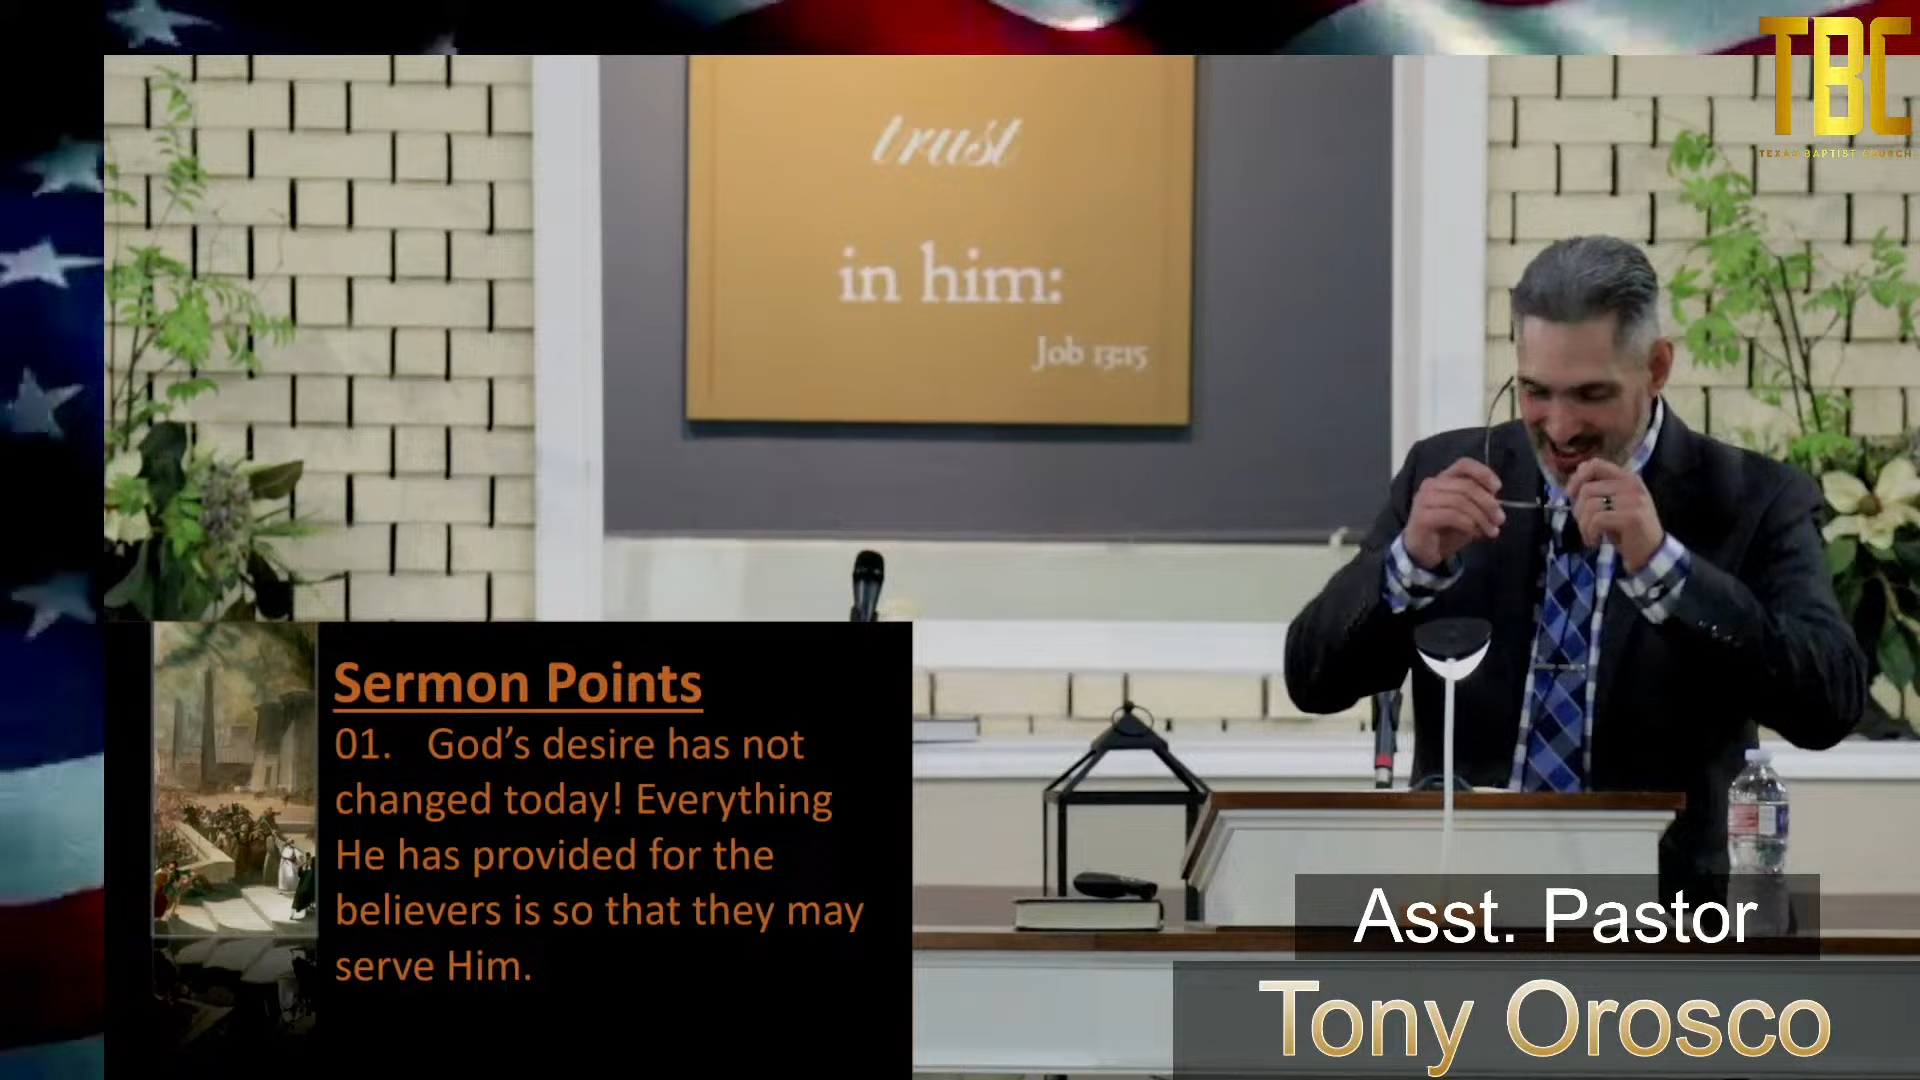 TBC
TEXAS BAPTIST CHURCH
trust
in him:
Job 13:15
Sermon Points
01. God’s desire has not
changed today! Everything
He has provided for the
believers is so that they may
serve Him.
Asst. Pastor
Tony Orosco